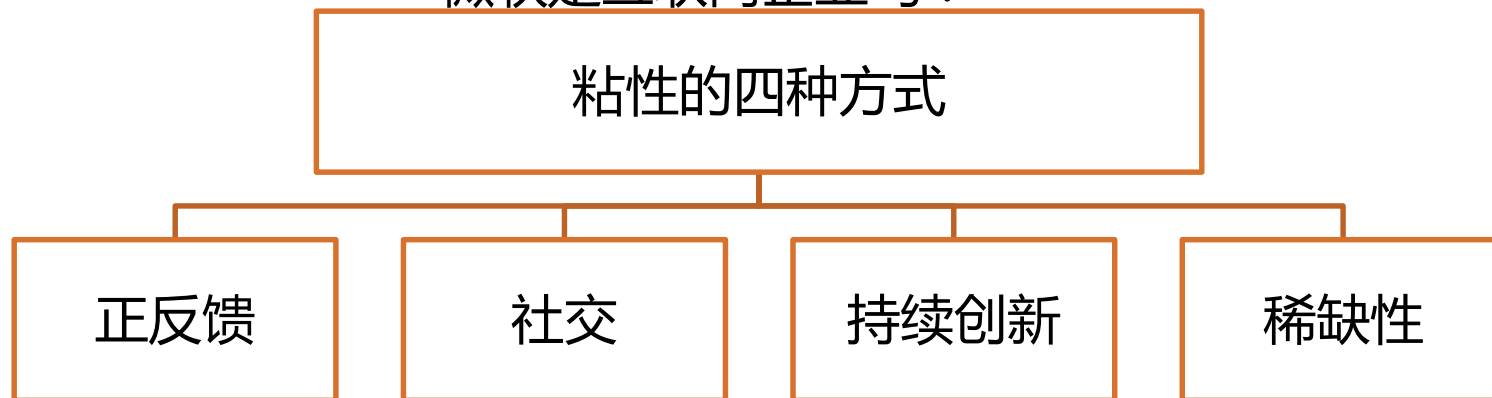 粘性的四种方式
正反馈
社交
持续创新
稀缺性